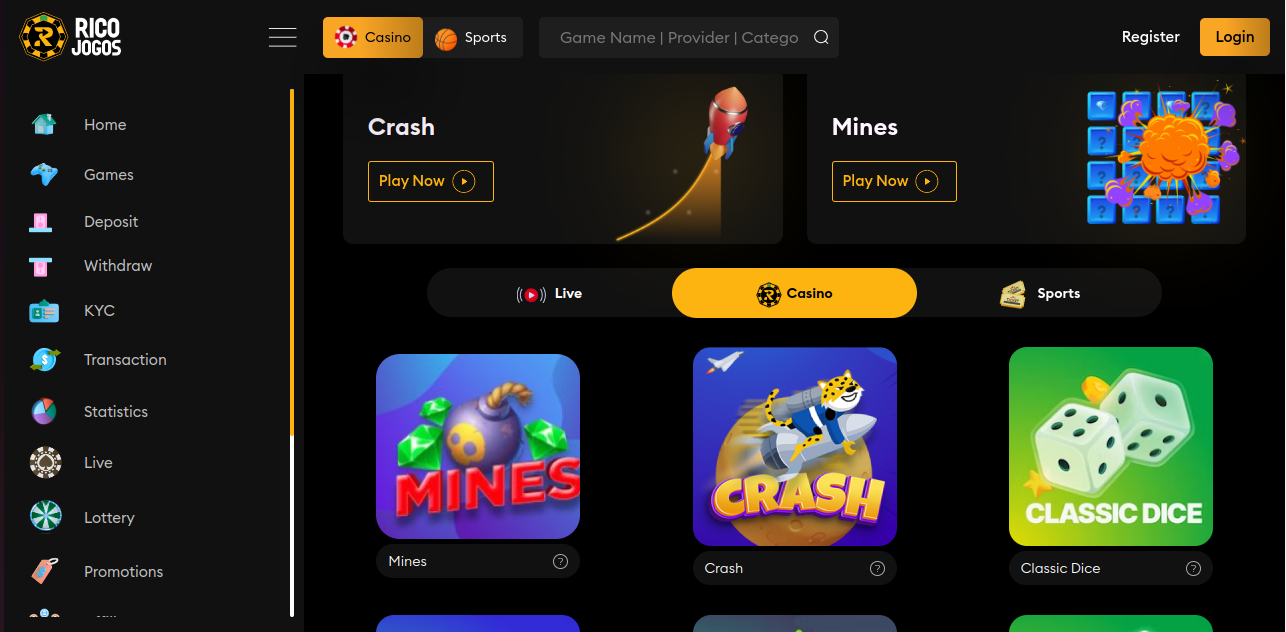 RICO
JOGOS
Casino
Sports
Game Name | Provider | Catego
Register
Login
Home
Games
Deposit
Withdraw
KYC
Transaction
Statistics
Live
Lottery
Promotions
Crash
Play Now
Mines
Play Now
Live
Casino
Sports
MINES
CRASH
CLASSIC DICE
Mines
Crash
Classic Dice